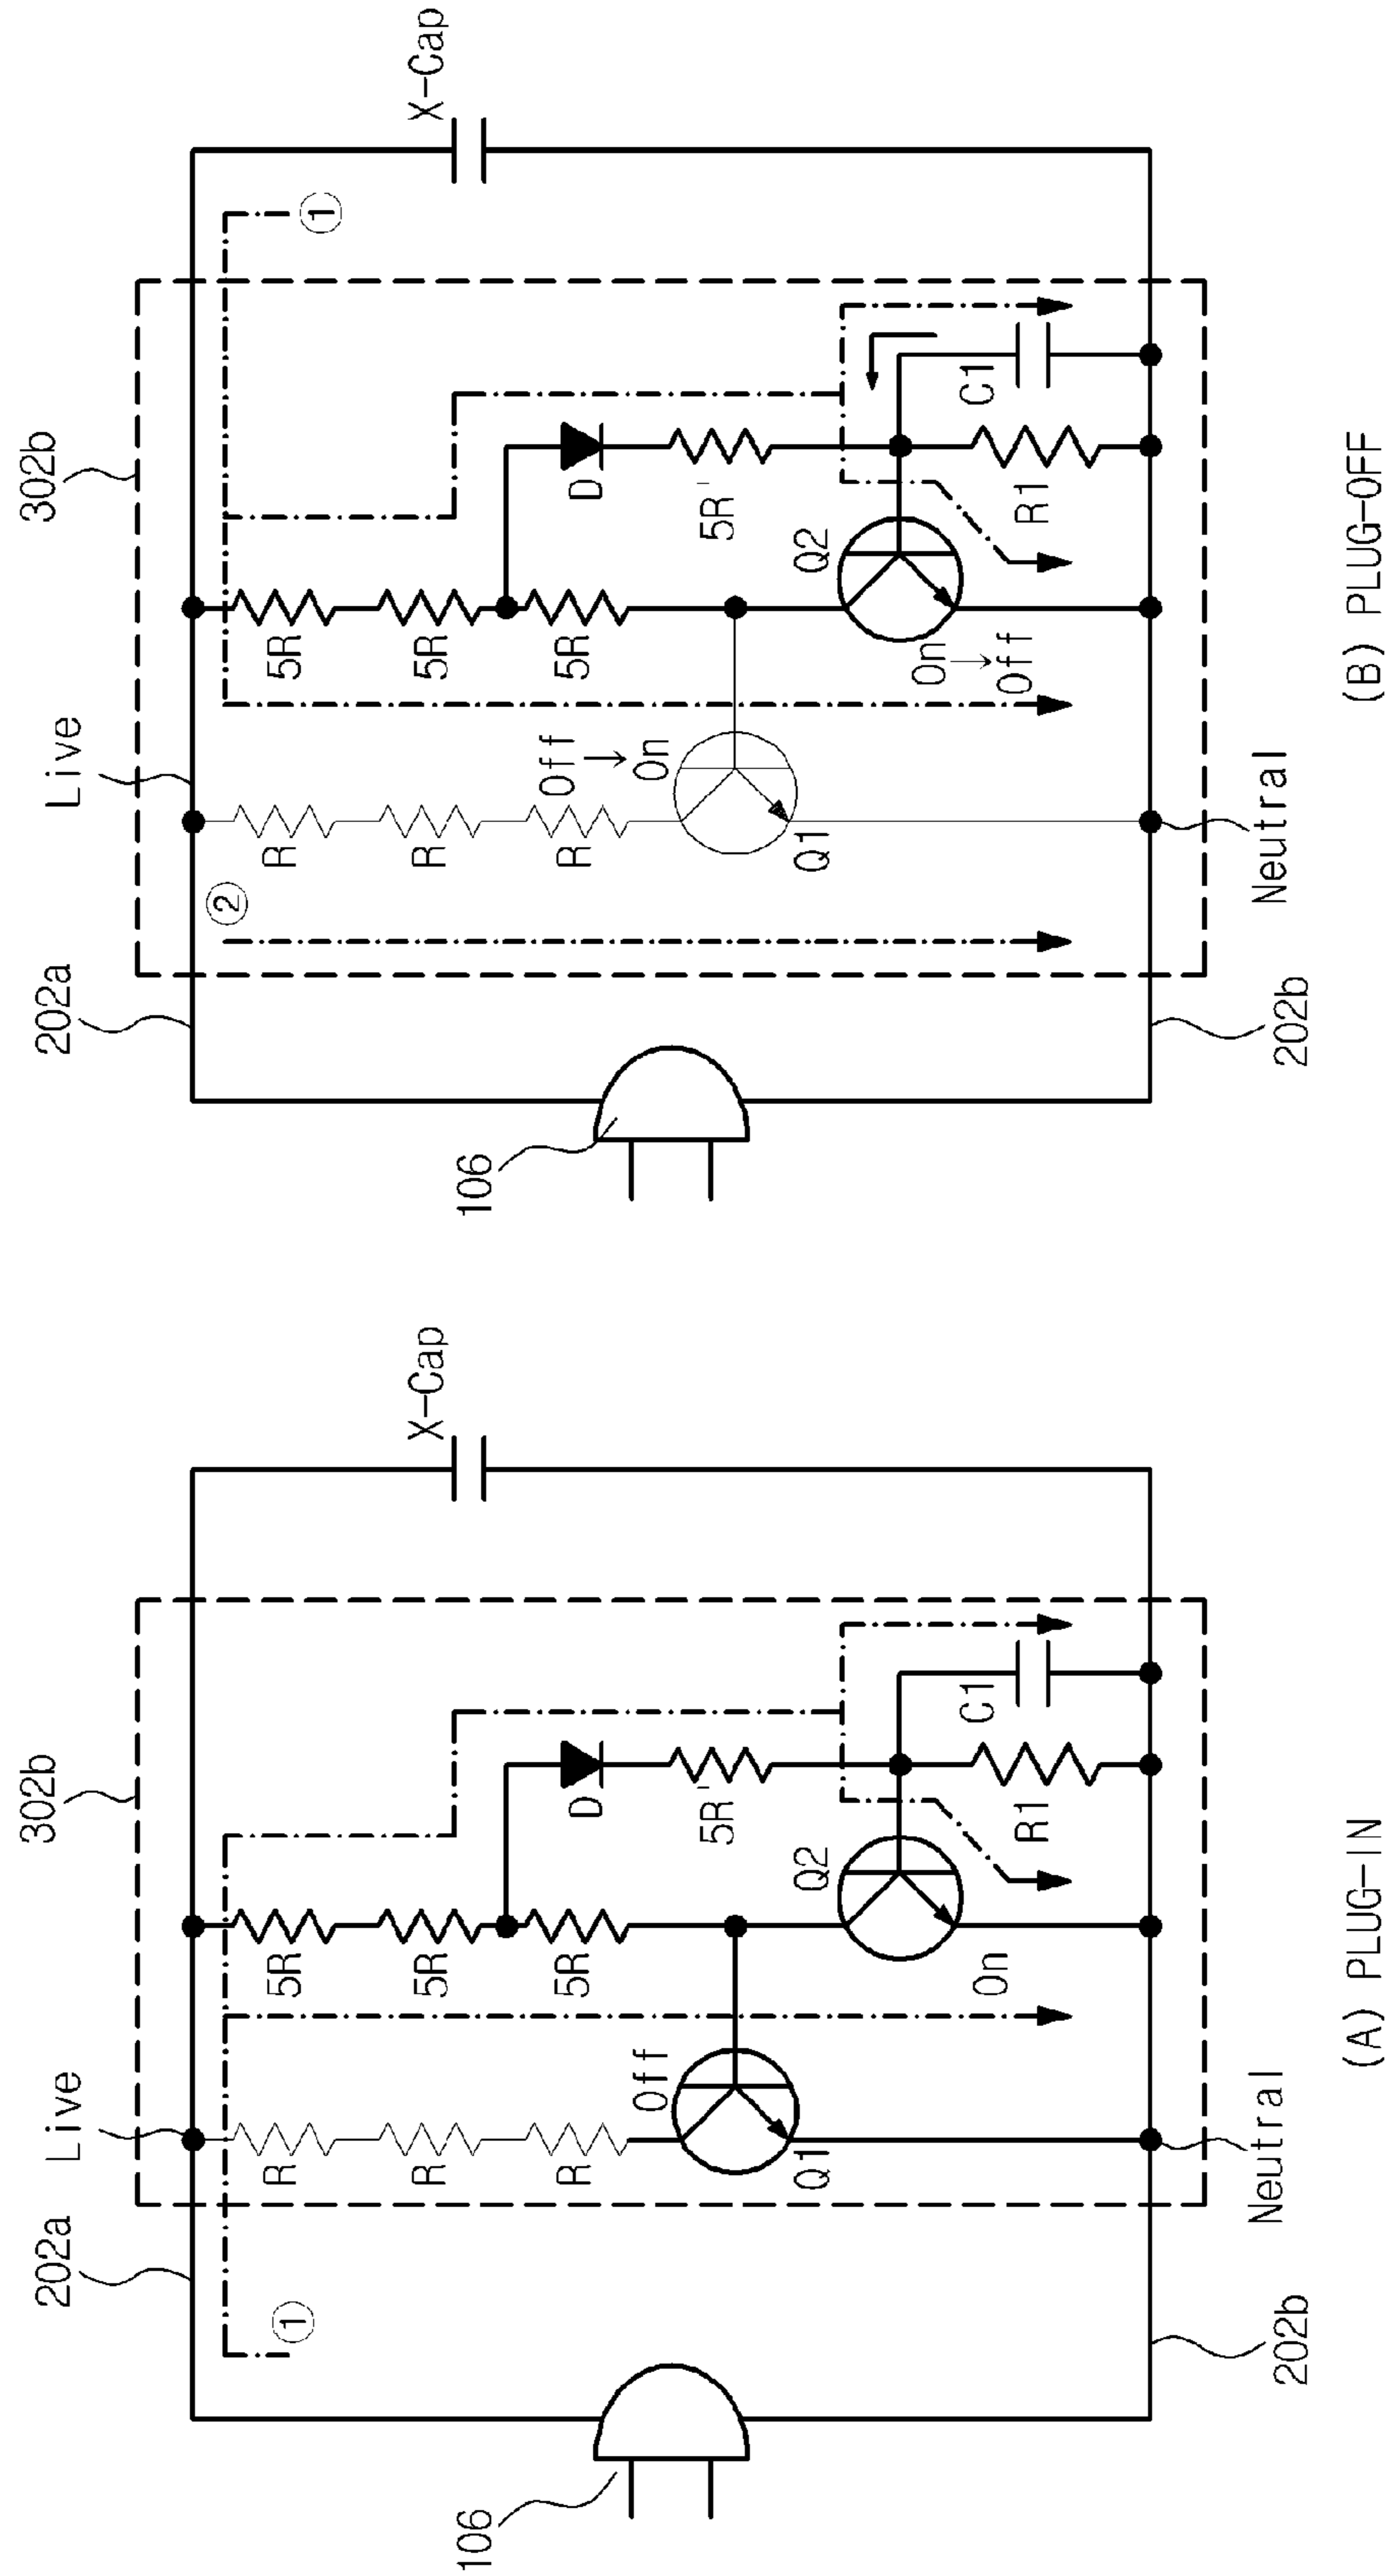 106
202a
Live
302b
①
R
R
R
Off
Q1
5R
5R
5R
D
5R'
Q2
On
R1
C1
X-Cap
Neutral
202b
(A) PLUG-IN
106
202a
Live
302b
②
①
R
R
R
Off
↓
On
Q1
5R
5R
5R
D
5R'
Q2
On
↓
Off
R1
C1
X-Cap
Neutral
202b
(B) PLUG-OFF